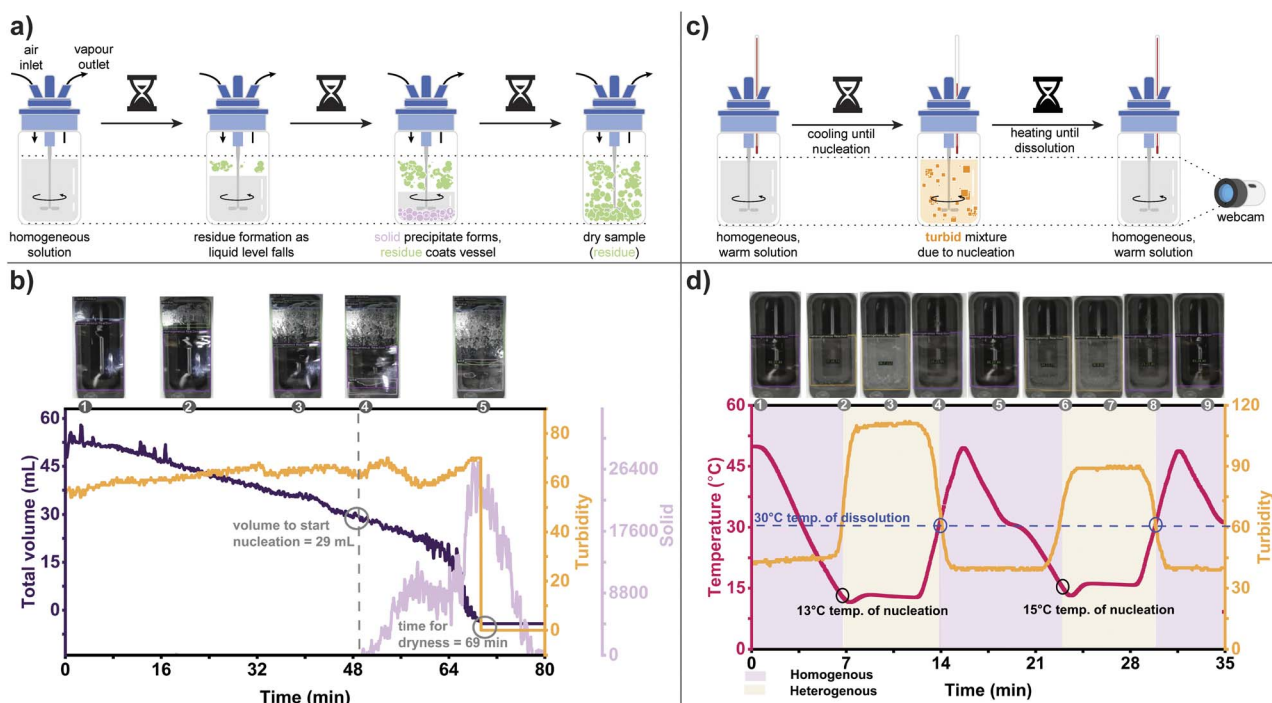 a)
air
inlet
vapour
outlet
homogeneous
solution
residue formation as
liquid level falls
solid precipitate forms,
residue coats vessel
dry sample
(residue)
b)
1
2
3
4
5
Total volume (mL)
60
45
30
15
0
volume to start
nucleation = 29 mL
time for
dryness = 69 min
80
60
40
20
0
Turbidity
26400
17600
8800
0
Solid
0
16
32
48
64
80
Time (min)
c)
cooling until
nucleation
heating until
dissolution
webcam
homogeneous,
warm solution
turbid mixture
due to nucleation
homogeneous,
warm solution
d)
1
2
3
4
5
6
7
8
9
Temperature (°C)
60
45
30
15
0
30°C temp. of dissolution
13°C temp. of nucleation
15°C temp. of nucleation
120
90
60
30
0
Turbidity
0
7
14
21
28
35
Homogenous
Heterogenous
Time (min)